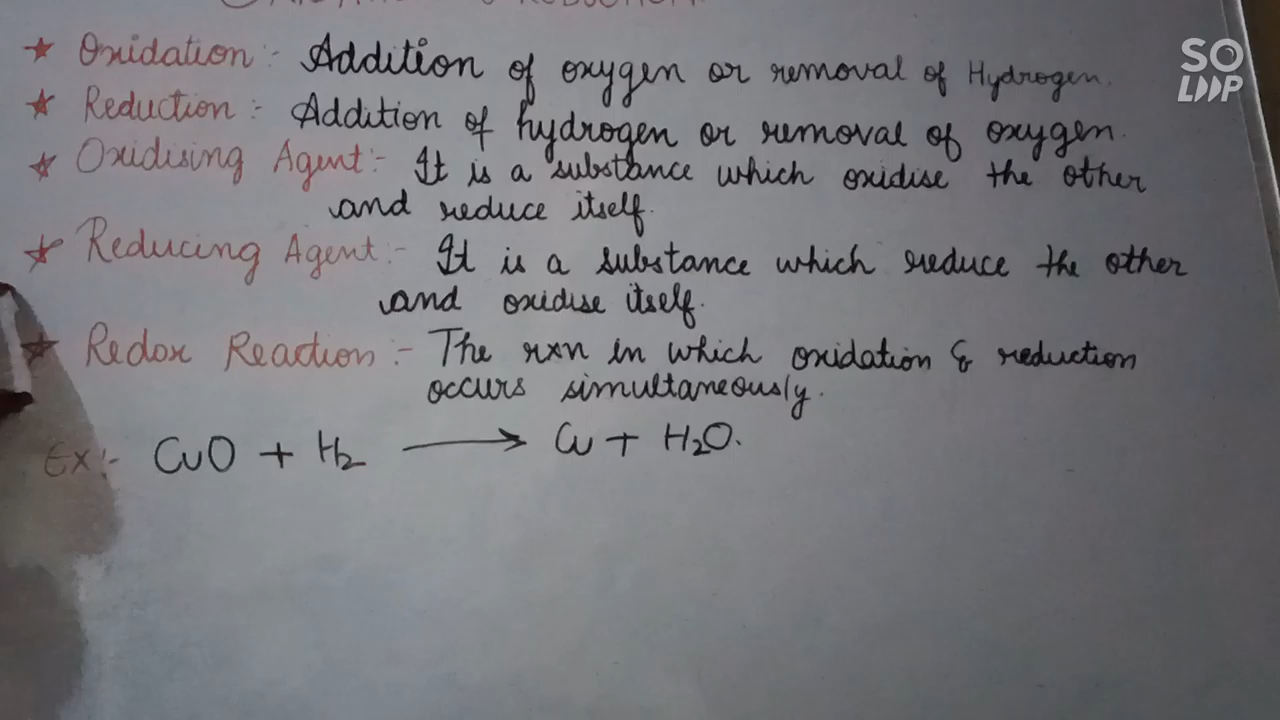 ★ Oxidation :- Addition of oxygen or removal of Hydrogen.
★ Reduction :- Addition of hydrogen or removal of oxygen.
★ Oxidising Agent :- It is a substance which oxidise the other
and reduce itself.
★ Reducing Agent :- It is a substance which reduce the other
and oxidise itself.
★ Redox Reaction :- The rxn in which oxidation & reduction
occurs simultaneously.
Ex :- CuO + H₂ ⟶ Cu + H₂O.
SO
LOOP